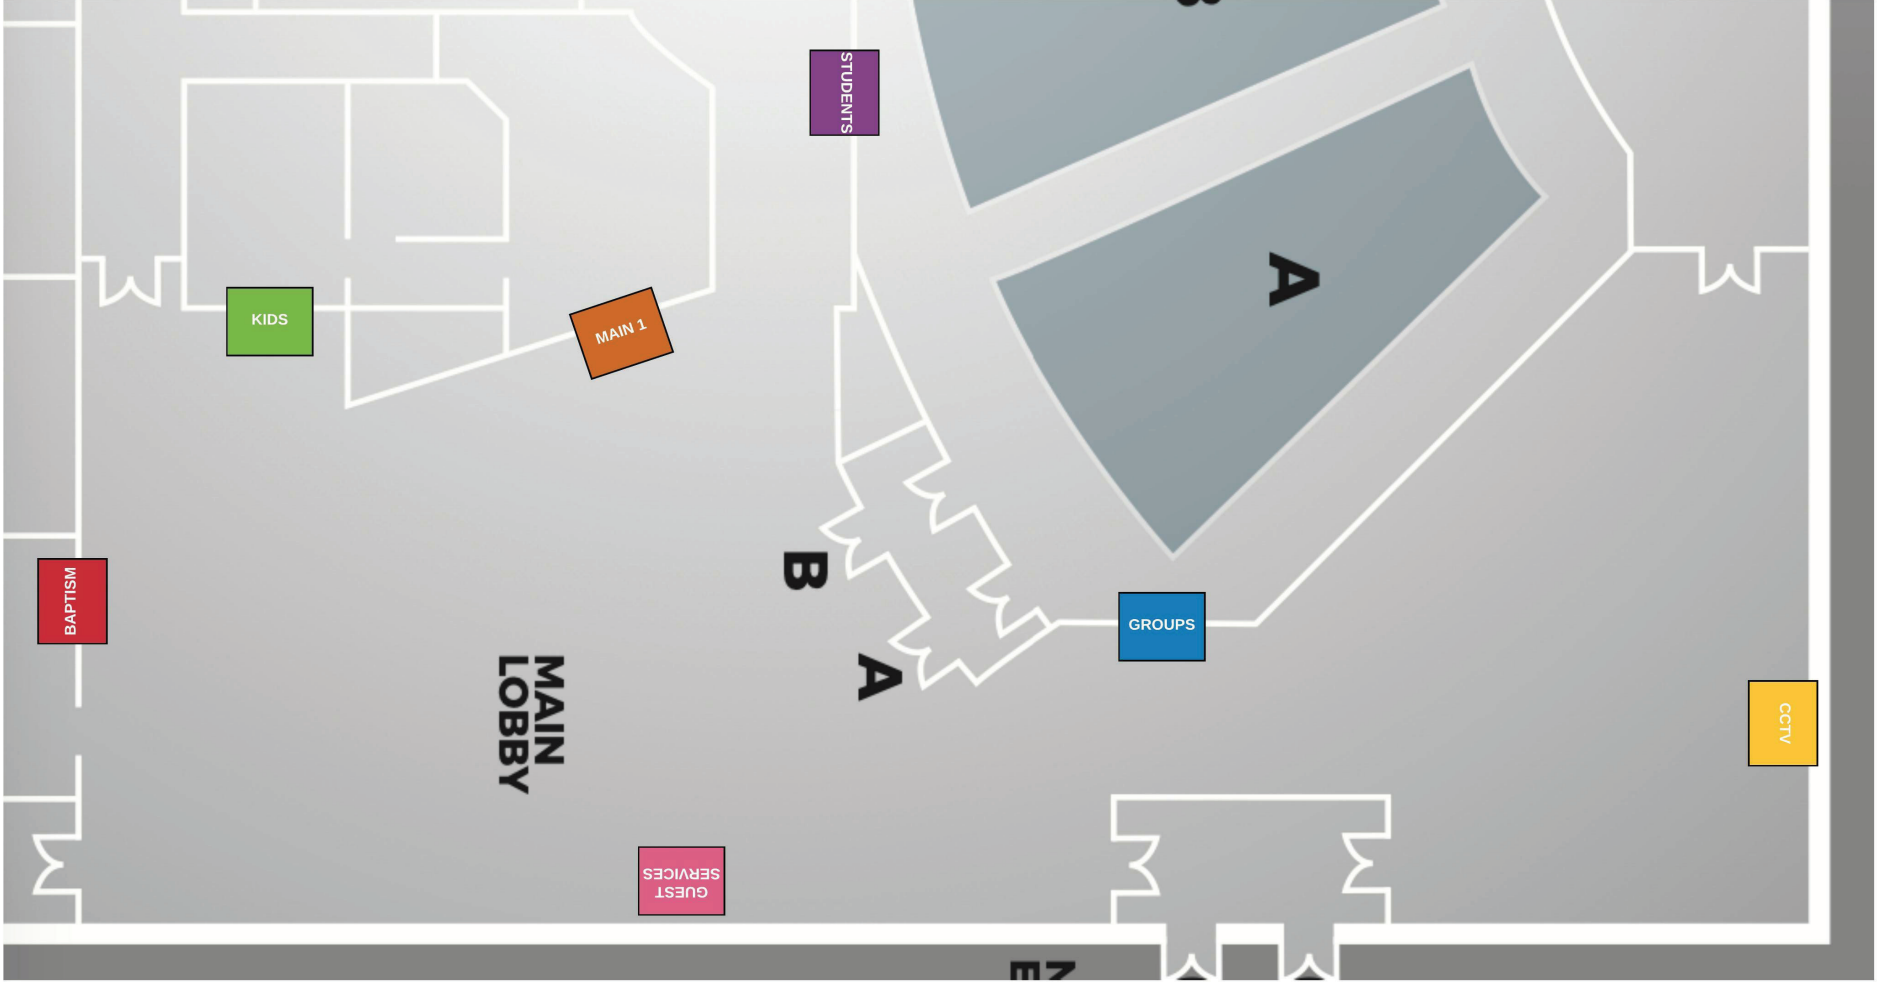 STUDENTS
A
KIDS
MAIN 1
B
BAPTISM
GROUPS
A
MAIN
LOBBY
CCTV
GUEST
SERVICES